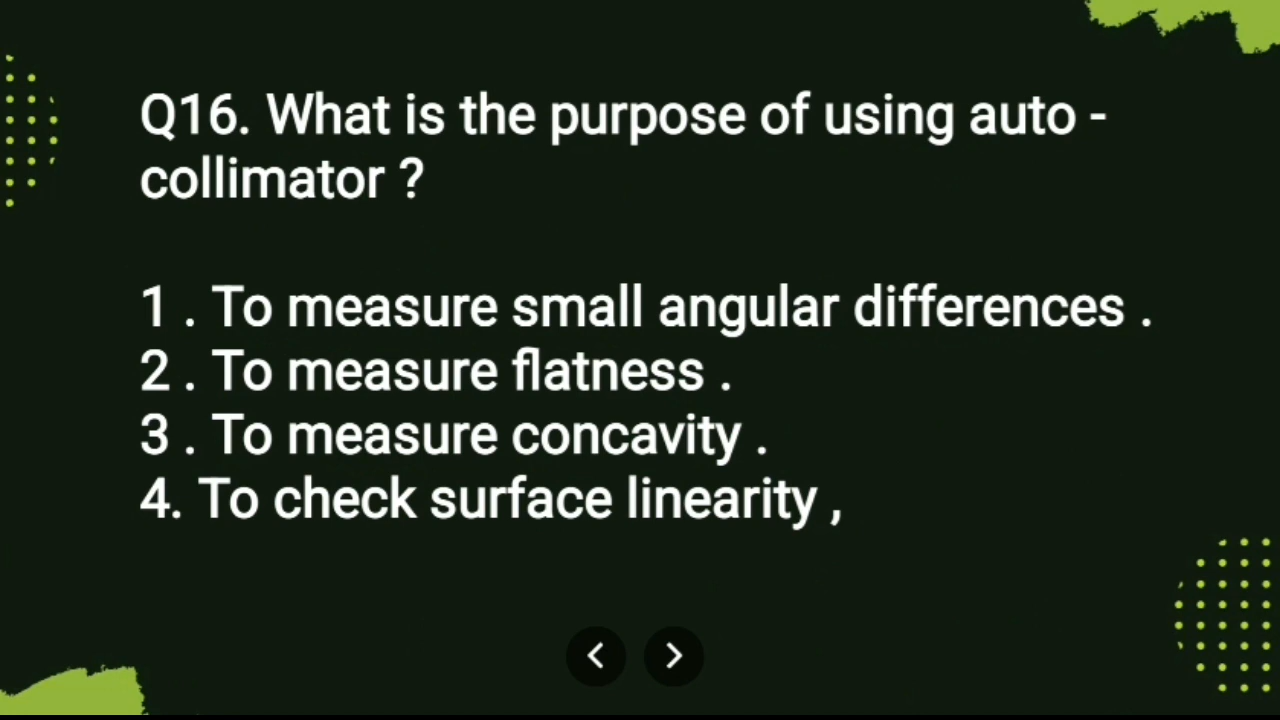 Q16. What is the purpose of using auto -
collimator ?
1 . To measure small angular differences .
2 . To measure flatness .
3 . To measure concavity .
4. To check surface linearity ,